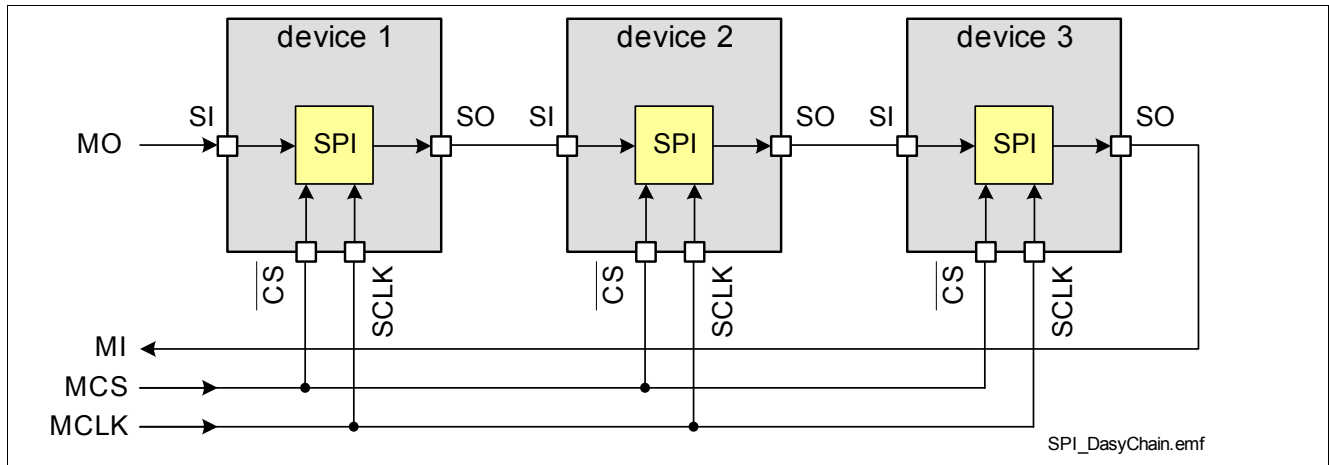 device 1
device 2
device 3
SI
SO
SI
SO
SI
SO
MO
SPI
SPI
SPI
CS
SCLK
CS
SCLK
CS
SCLK
MI
MCS
MCLK
SPI_DasyChain.emf